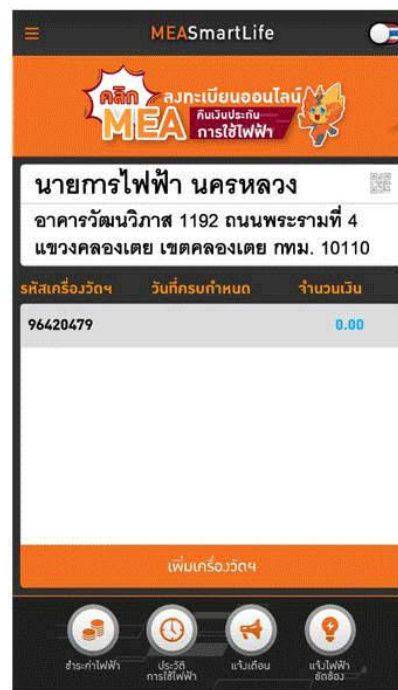 MEASmartLife
คลิก ลงทะเบียนออนไลน์
MEA คืนเงินประกัน
การใช้ไฟฟ้า
นายการไฟฟ้า นครหลวง
อาคารวัฒนวิภาส 1192 ถนนพระรามที่ 4
แขวงคลองเตย เขตคลองเตย กทม. 10110
รหัสเครื่องวัดฯ วันที่ครบกำหนด จำนวนเงิน
96420479 0.00
เพิ่มเครื่องวัดฯ
ชำระค่าไฟฟ้า ประวัติ แจ้งเตือน แจ้งไฟฟ้า
การใช้ไฟฟ้า ขัดข้อง